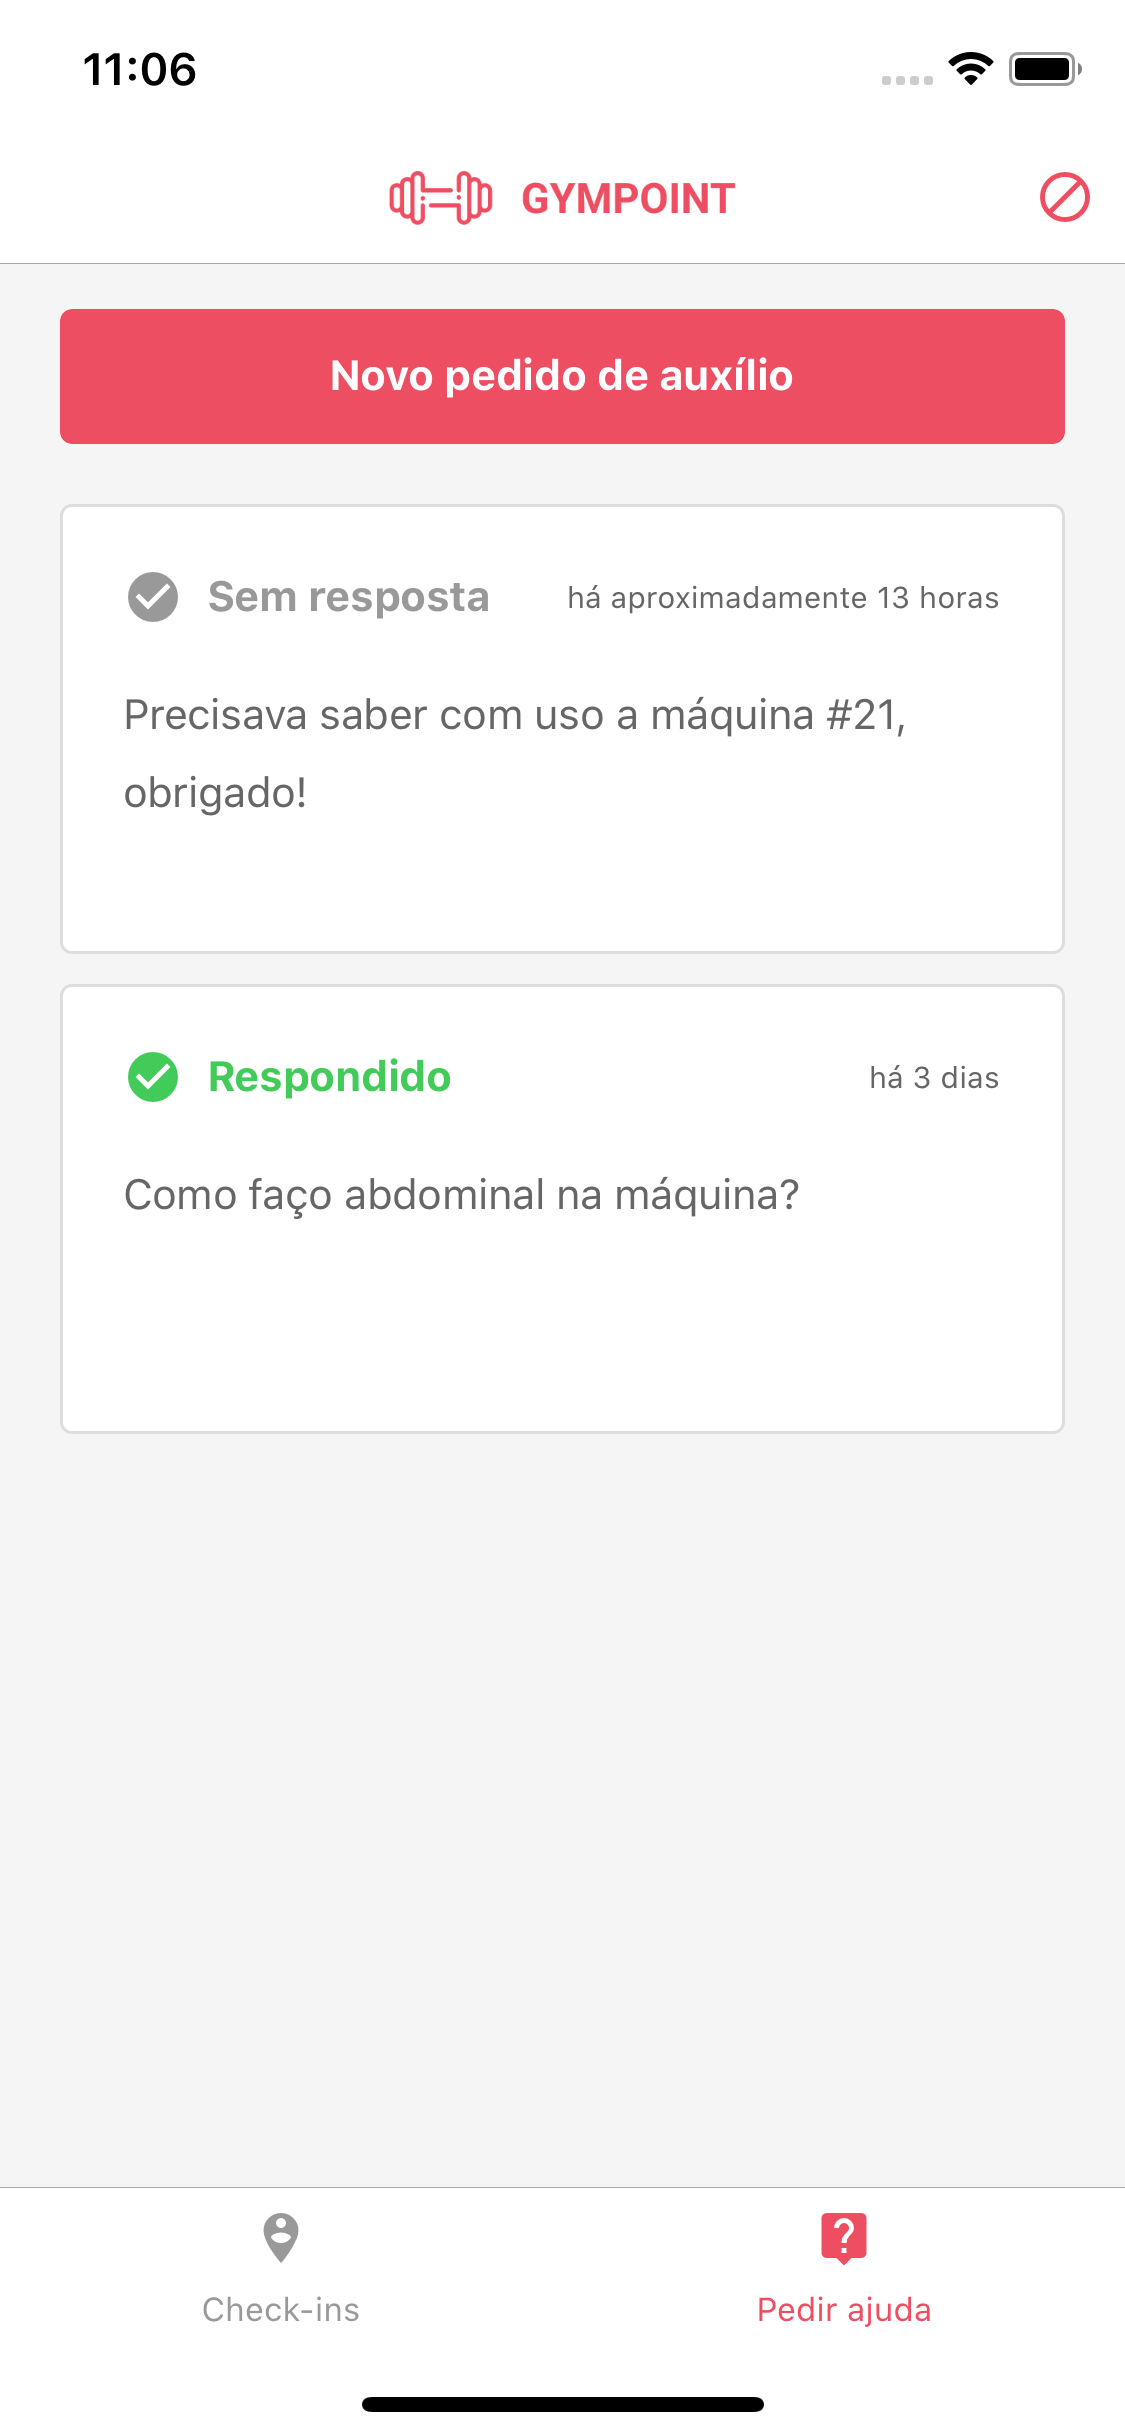 11:06
GYMPOINT
Novo pedido de auxílio
Sem resposta
há aproximadamente 13 horas
Precisava saber com uso a máquina #21,
obrigado!
Respondido
há 3 dias
Como faço abdominal na máquina?
Check-ins
Pedir ajuda